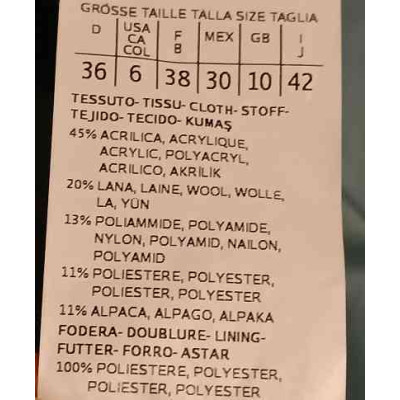 GRÖSSE TAILLE TALLA SIZE TAGLIA
D USA CA COL F B MEX GB I J
36 6 38 30 10 42
TESSUTO-TISSU-CLOTH-STOFF-
TEJIDO-TECIDO-KUMAŞ
45% ACRILICA, ACRYLIQUE,
ACRYLIC, POLYACRYL,
ACRILICO, AKRİLİK
20% LANA, LAINE, WOOL, WOLLE,
LA, YÜN
13% POLIAMMIDE, POLYAMIDE,
NYLON, POLYAMID, NAILON,
POLYAMID
11% POLIESTERE, POLYESTER,
POLIESTER, POLYESTER
11% ALPACA, ALPAGO, ALPAKA
FODERA-DOUBLURE-LINING-
FUTTER-FORRO-ASTAR
100% POLIESTERE, POLYESTER,
POLIESTER, POLYESTER